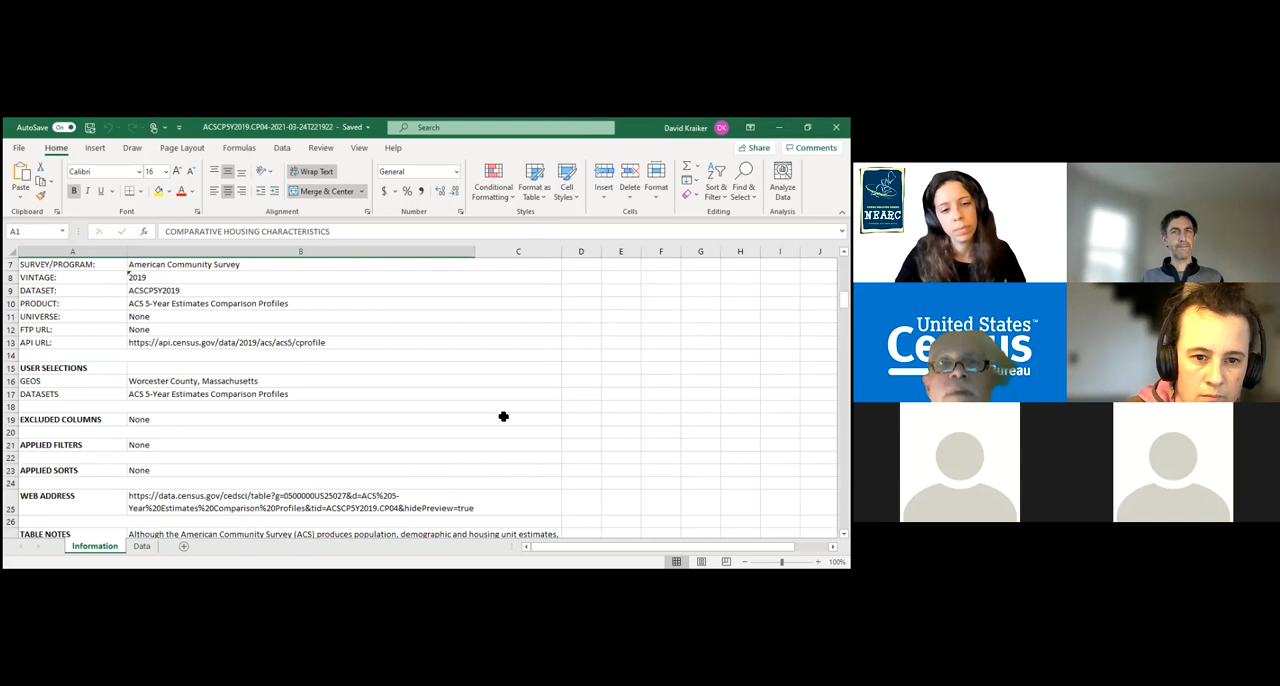 AutoSave On ACSCP5Y2019.CP04-2021-03-24T221922 - Saved Search David Kraiker DK
File Home Insert Draw Page Layout Formulas Data Review View Help Share Comments
Calibri 16 A A Wrap Text General
Paste B I U A Merge & Center $ % Conditional Formatting Format as Table Cell Styles Insert Delete Format Sort & Filter Find & Select Analyze Data
Clipboard Font Alignment Number Styles Cells Editing Analysis
A1 fx COMPARATIVE HOUSING CHARACTERISTICS
A B C D E F G H I J
7 SURVEY/PROGRAM: American Community Survey
8 VINTAGE: 2019
9 DATASET: ACSCP5Y2019
10 PRODUCT: ACS 5-Year Estimates Comparison Profiles
11 UNIVERSE: None
12 FTP URL: None
13 API URL: https://api.census.gov/data/2019/acs/acs5/cprofile
14
15 USER SELECTIONS
16 GEOS Worcester County, Massachusetts
17 DATASETS ACS 5-Year Estimates Comparison Profiles
18
19 EXCLUDED COLUMNS None
20
21 APPLIED FILTERS None
22
23 APPLIED SORTS None
24
WEB ADDRESS https://data.census.gov/cedsci/table?g=0500000US25027&d=ACS%205-
25 Year%20Estimates%20Comparison%20Profiles&tid=ACSCP5Y2019.CP04&hidePreview=true
26
TABLE NOTES Although the American Community Survey (ACS) produces population, demographic and housing unit estimates,
Information Data
100%
NEARC
United States™
Ce us
reau